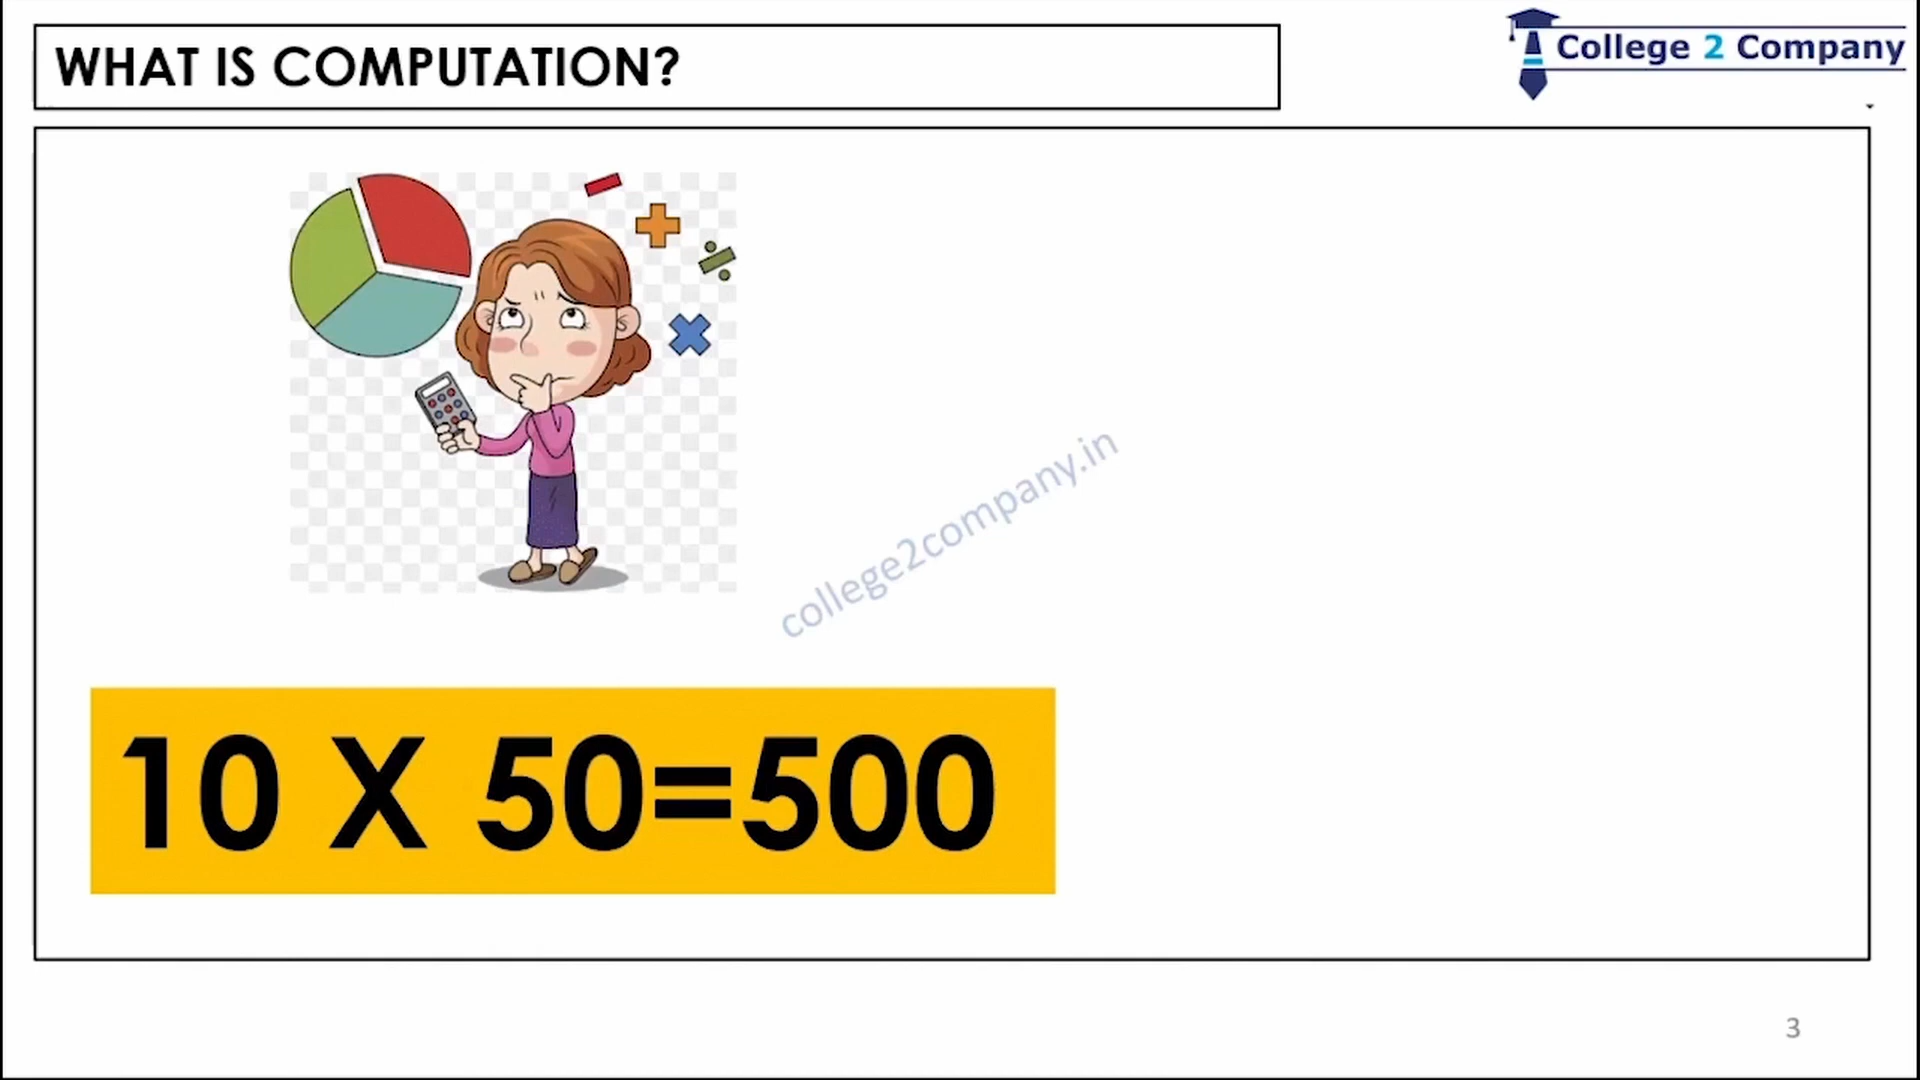 WHAT IS COMPUTATION?
College 2 Company
college2company.in
10 X 50=500
3